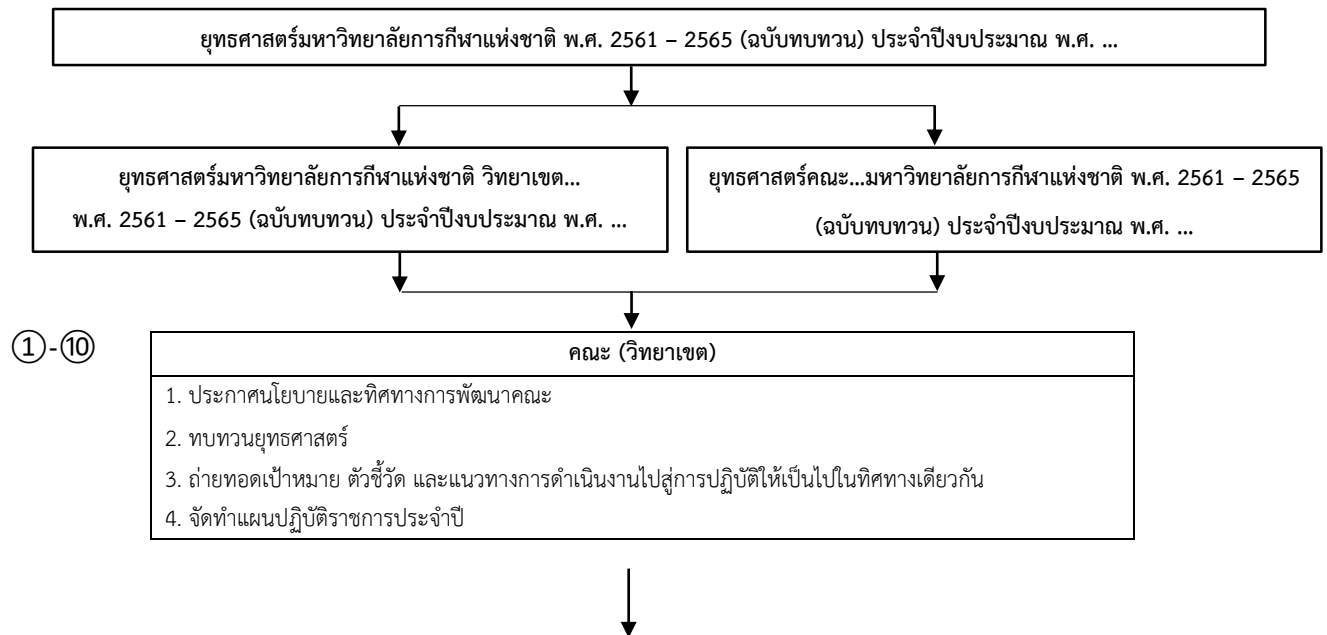 ยุทธศาสตร์มหาวิทยาลัยการกีฬาแห่งชาติ พ.ศ. 2561 – 2565 (ฉบับทบทวน) ประจำปีงบประมาณ พ.ศ. ...
ยุทธศาสตร์มหาวิทยาลัยการกีฬาแห่งชาติ วิทยาเขต...
พ.ศ. 2561 – 2565 (ฉบับทบทวน) ประจำปีงบประมาณ พ.ศ. ...
ยุทธศาสตร์คณะ...มหาวิทยาลัยการกีฬาแห่งชาติ พ.ศ. 2561 – 2565
(ฉบับทบทวน) ประจำปีงบประมาณ พ.ศ. ...
①-⑩
คณะ (วิทยาเขต)
1. ประกาศนโยบายและทิศทางการพัฒนาคณะ
2. ทบทวนยุทธศาสตร์
3. ถ่ายทอดเป้าหมาย ตัวชี้วัด และแนวทางการดำเนินงานไปสู่การปฏิบัติให้เป็นไปในทิศทางเดียวกัน
4. จัดทำแผนปฏิบัติราชการประจำปี